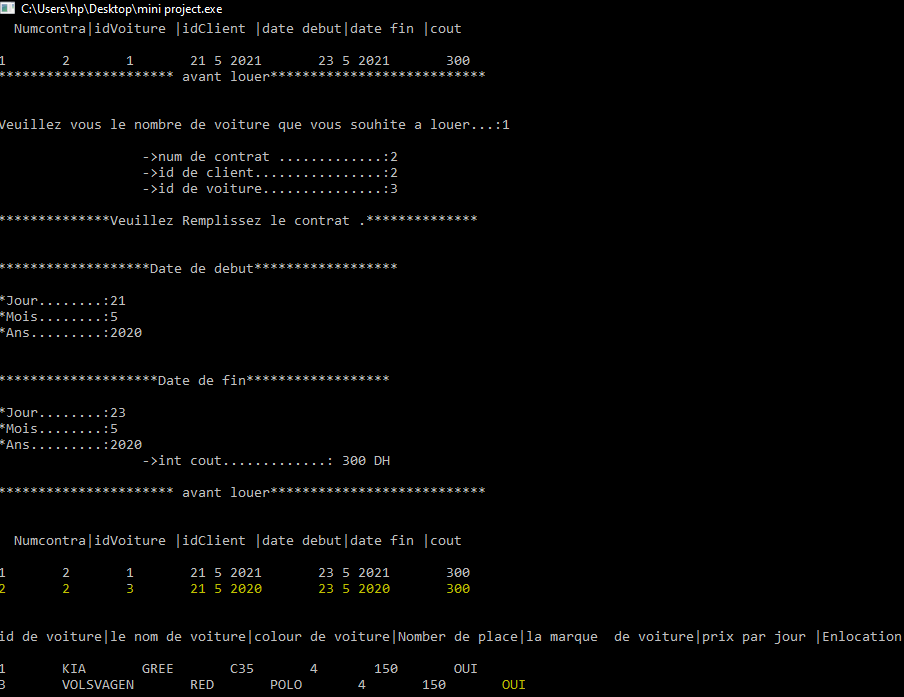 C:\Users\hp\Desktop\mini project.exe
Numcontra|idVoiture |idClient |date debut|date fin |cout
1 2 1 21 5 2021 23 5 2021 300
********************** avant louer***************************
Veuillez vous le nombre de voiture que vous souhite a louer...:1
->num de contrat .............:2
->id de client................:2
->id de voiture...............:3
**************Veuillez Remplissez le contrat .**************
*******************Date de debut******************
*Jour........:21
*Mois........:5
*Ans.........:2020
********************Date de fin******************
*Jour........:23
*Mois........:5
*Ans.........:2020
->int cout.............: 300 DH
********************** avant louer***************************
Numcontra|idVoiture |idClient |date debut|date fin |cout
1 2 1 21 5 2021 23 5 2021 300
2 2 3 21 5 2020 23 5 2020 300
id de voiture|le nom de voiture|colour de voiture|Nomber de place|la marque  de voiture|prix par jour |Enlocation
1 KIA GREE C35 4 150 OUI
3 VOLSVAGEN RED POLO 4 150 OUI